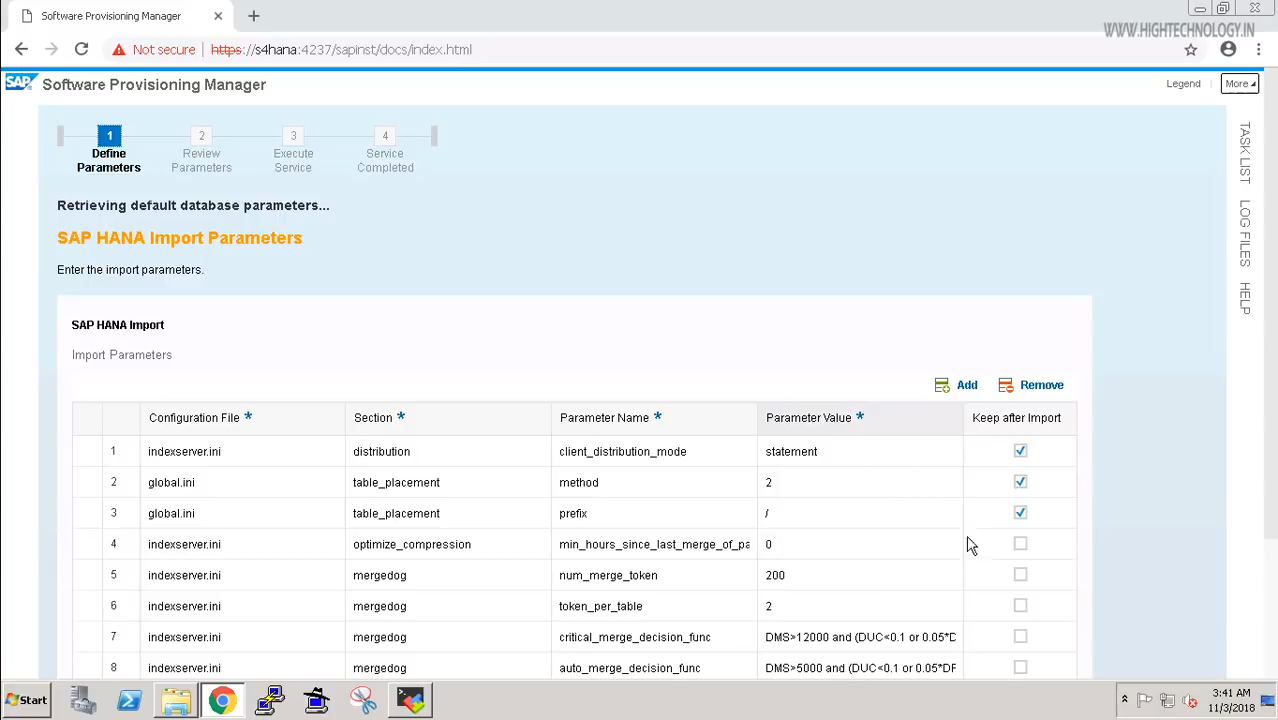 Software Provisioning Manager
WWW.HIGHTECHNOLOGY.IN
Not secure https://s4hana:4237/sapinst/docs/index.html
SAP Software Provisioning Manager
Legend More
1 2 3 4
Define Parameters
Review Parameters
Execute Service
Service Completed
TASK LIST
LOG FILES
HELP
Retrieving default database parameters...
SAP HANA Import Parameters
Enter the import parameters.
SAP HANA Import
Import Parameters
Add Remove
Configuration File * Section * Parameter Name * Parameter Value * Keep after Import
1 indexserver.ini distribution client_distribution_mode statement
2 global.ini table_placement method 2
3 global.ini table_placement prefix /
4 indexserver.ini optimize_compression min_hours_since_last_merge_of_pa 0
5 indexserver.ini mergedog num_merge_token 200
6 indexserver.ini mergedog token_per_table 2
7 indexserver.ini mergedog critical_merge_decision_func DMS>12000 and (DUC<0.1 or 0.05*D
8 indexserver.ini mergedog auto_merge_decision_func DMS>5000 and (DUC<0.1 or 0.05*DF
Start
3:41 AM
11/3/2018